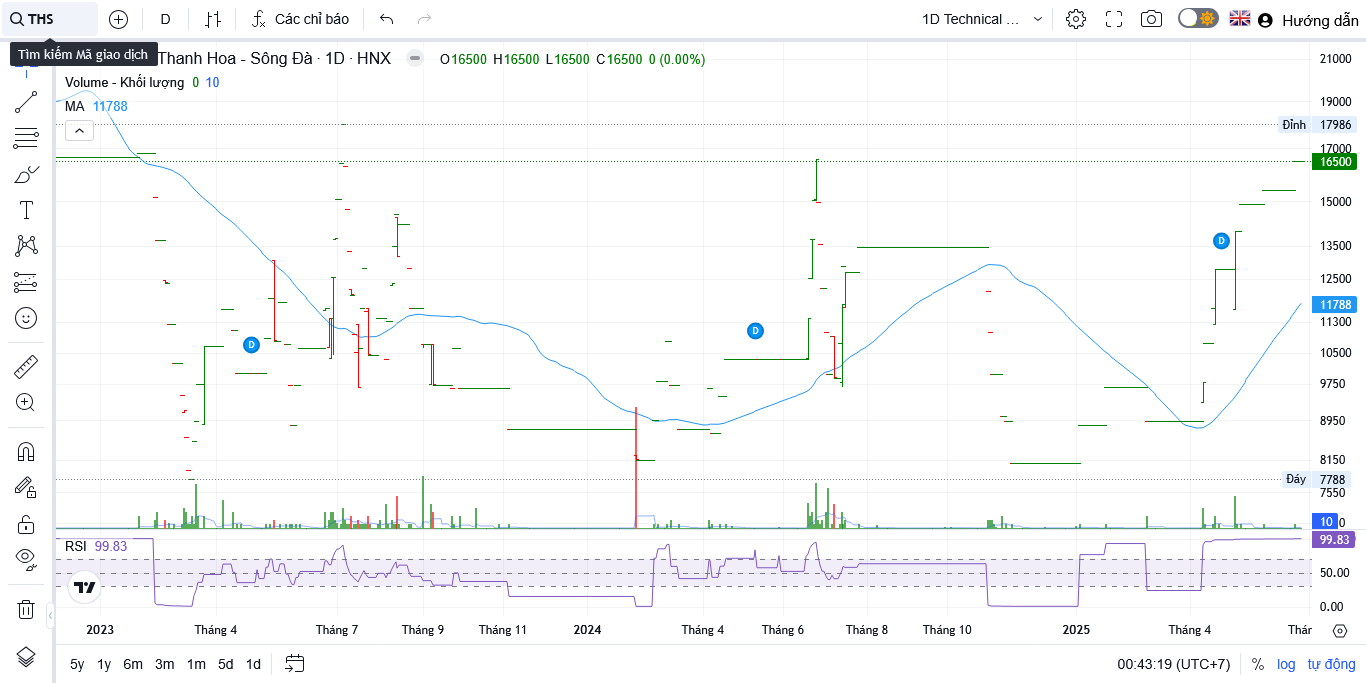 THS
D
Các chỉ báo
1D Technical ...
Hướng dẫn
Tìm kiếm Mã giao dịch
Thanh Hoa - Sông Đà · 1D · HNX
O16500 H16500 L16500 C16500 0 (0.00%)
Volume - Khối lượng 0 10
MA 11788
21000
19000
Đỉnh 17986
17000
16500
15000
13500
12500
11788
11300
10500
9750
8950
8150
Đáy 7788
7550
10
0
D
D
D
RSI 99.83
99.83
50.00
0.00
2023
Tháng 4
Tháng 7
Tháng 9
Tháng 11
2024
Tháng 4
Tháng 6
Tháng 8
Tháng 10
2025
Tháng 4
Thár
5y 1y 6m 3m 1m 5d 1d
00:43:19 (UTC+7)
%
log
tự động